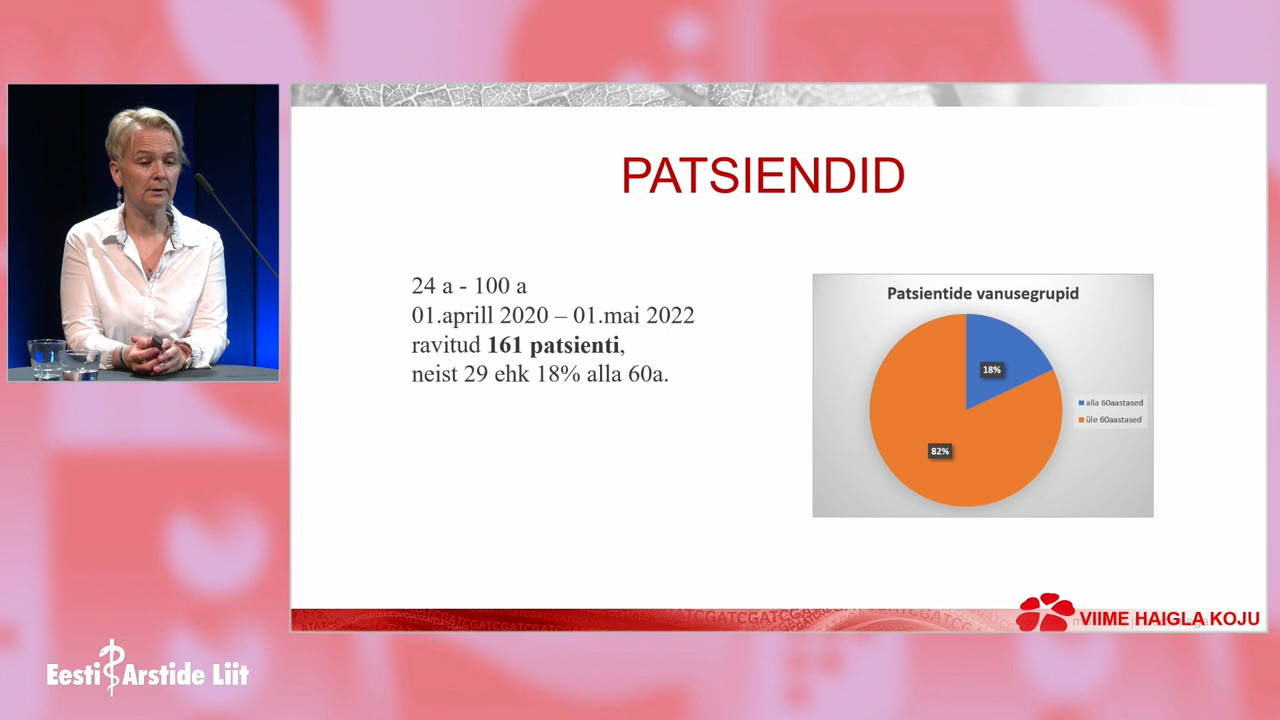 PATSIENDID
24 a - 100 a
01.aprill 2020 – 01.mai 2022
ravitud 161 patsienti,
neist 29 ehk 18% alla 60a.
Patsientide vanusegrupid
18%
82%
alla 60aastased
üle 60aastased
VIIME HAIGLA KOJU
Eesti Arstide Liit